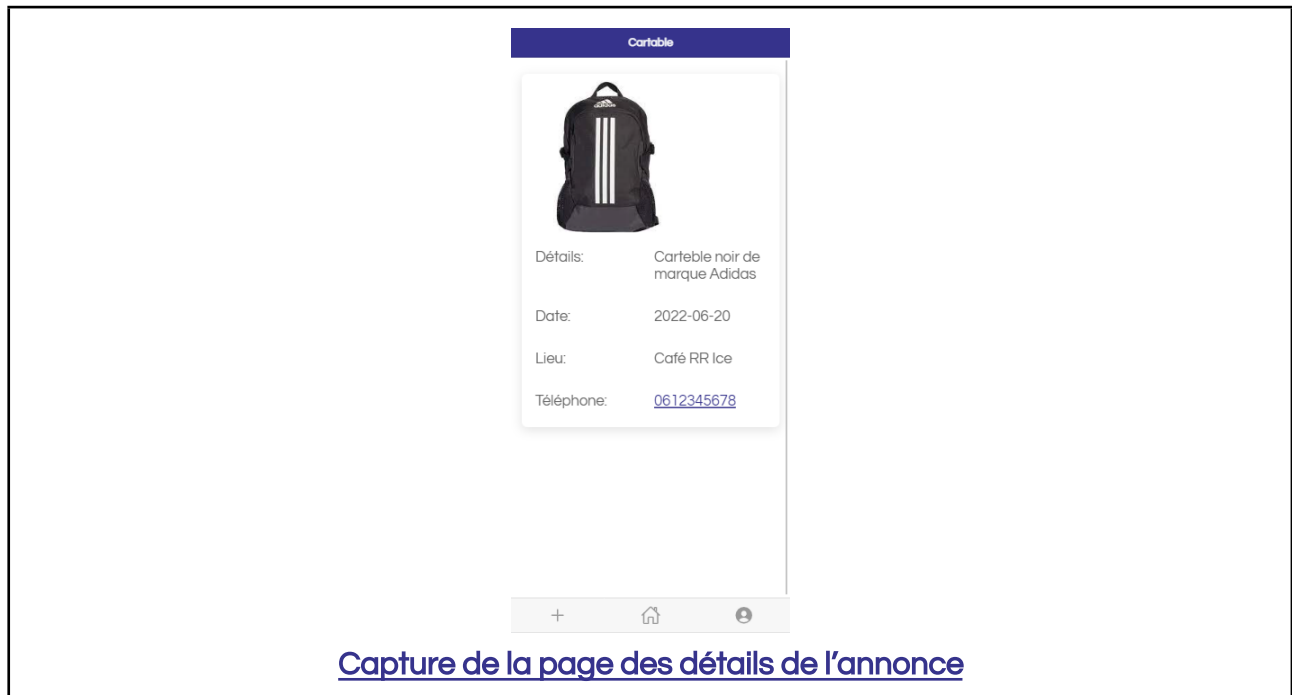 Cartable
adidas
Détails:
Carteble noir de
marque Adidas
Date:
2022-06-20
Lieu:
Café RR Ice
Téléphone:
0612345678
Capture de la page des détails de l’annonce